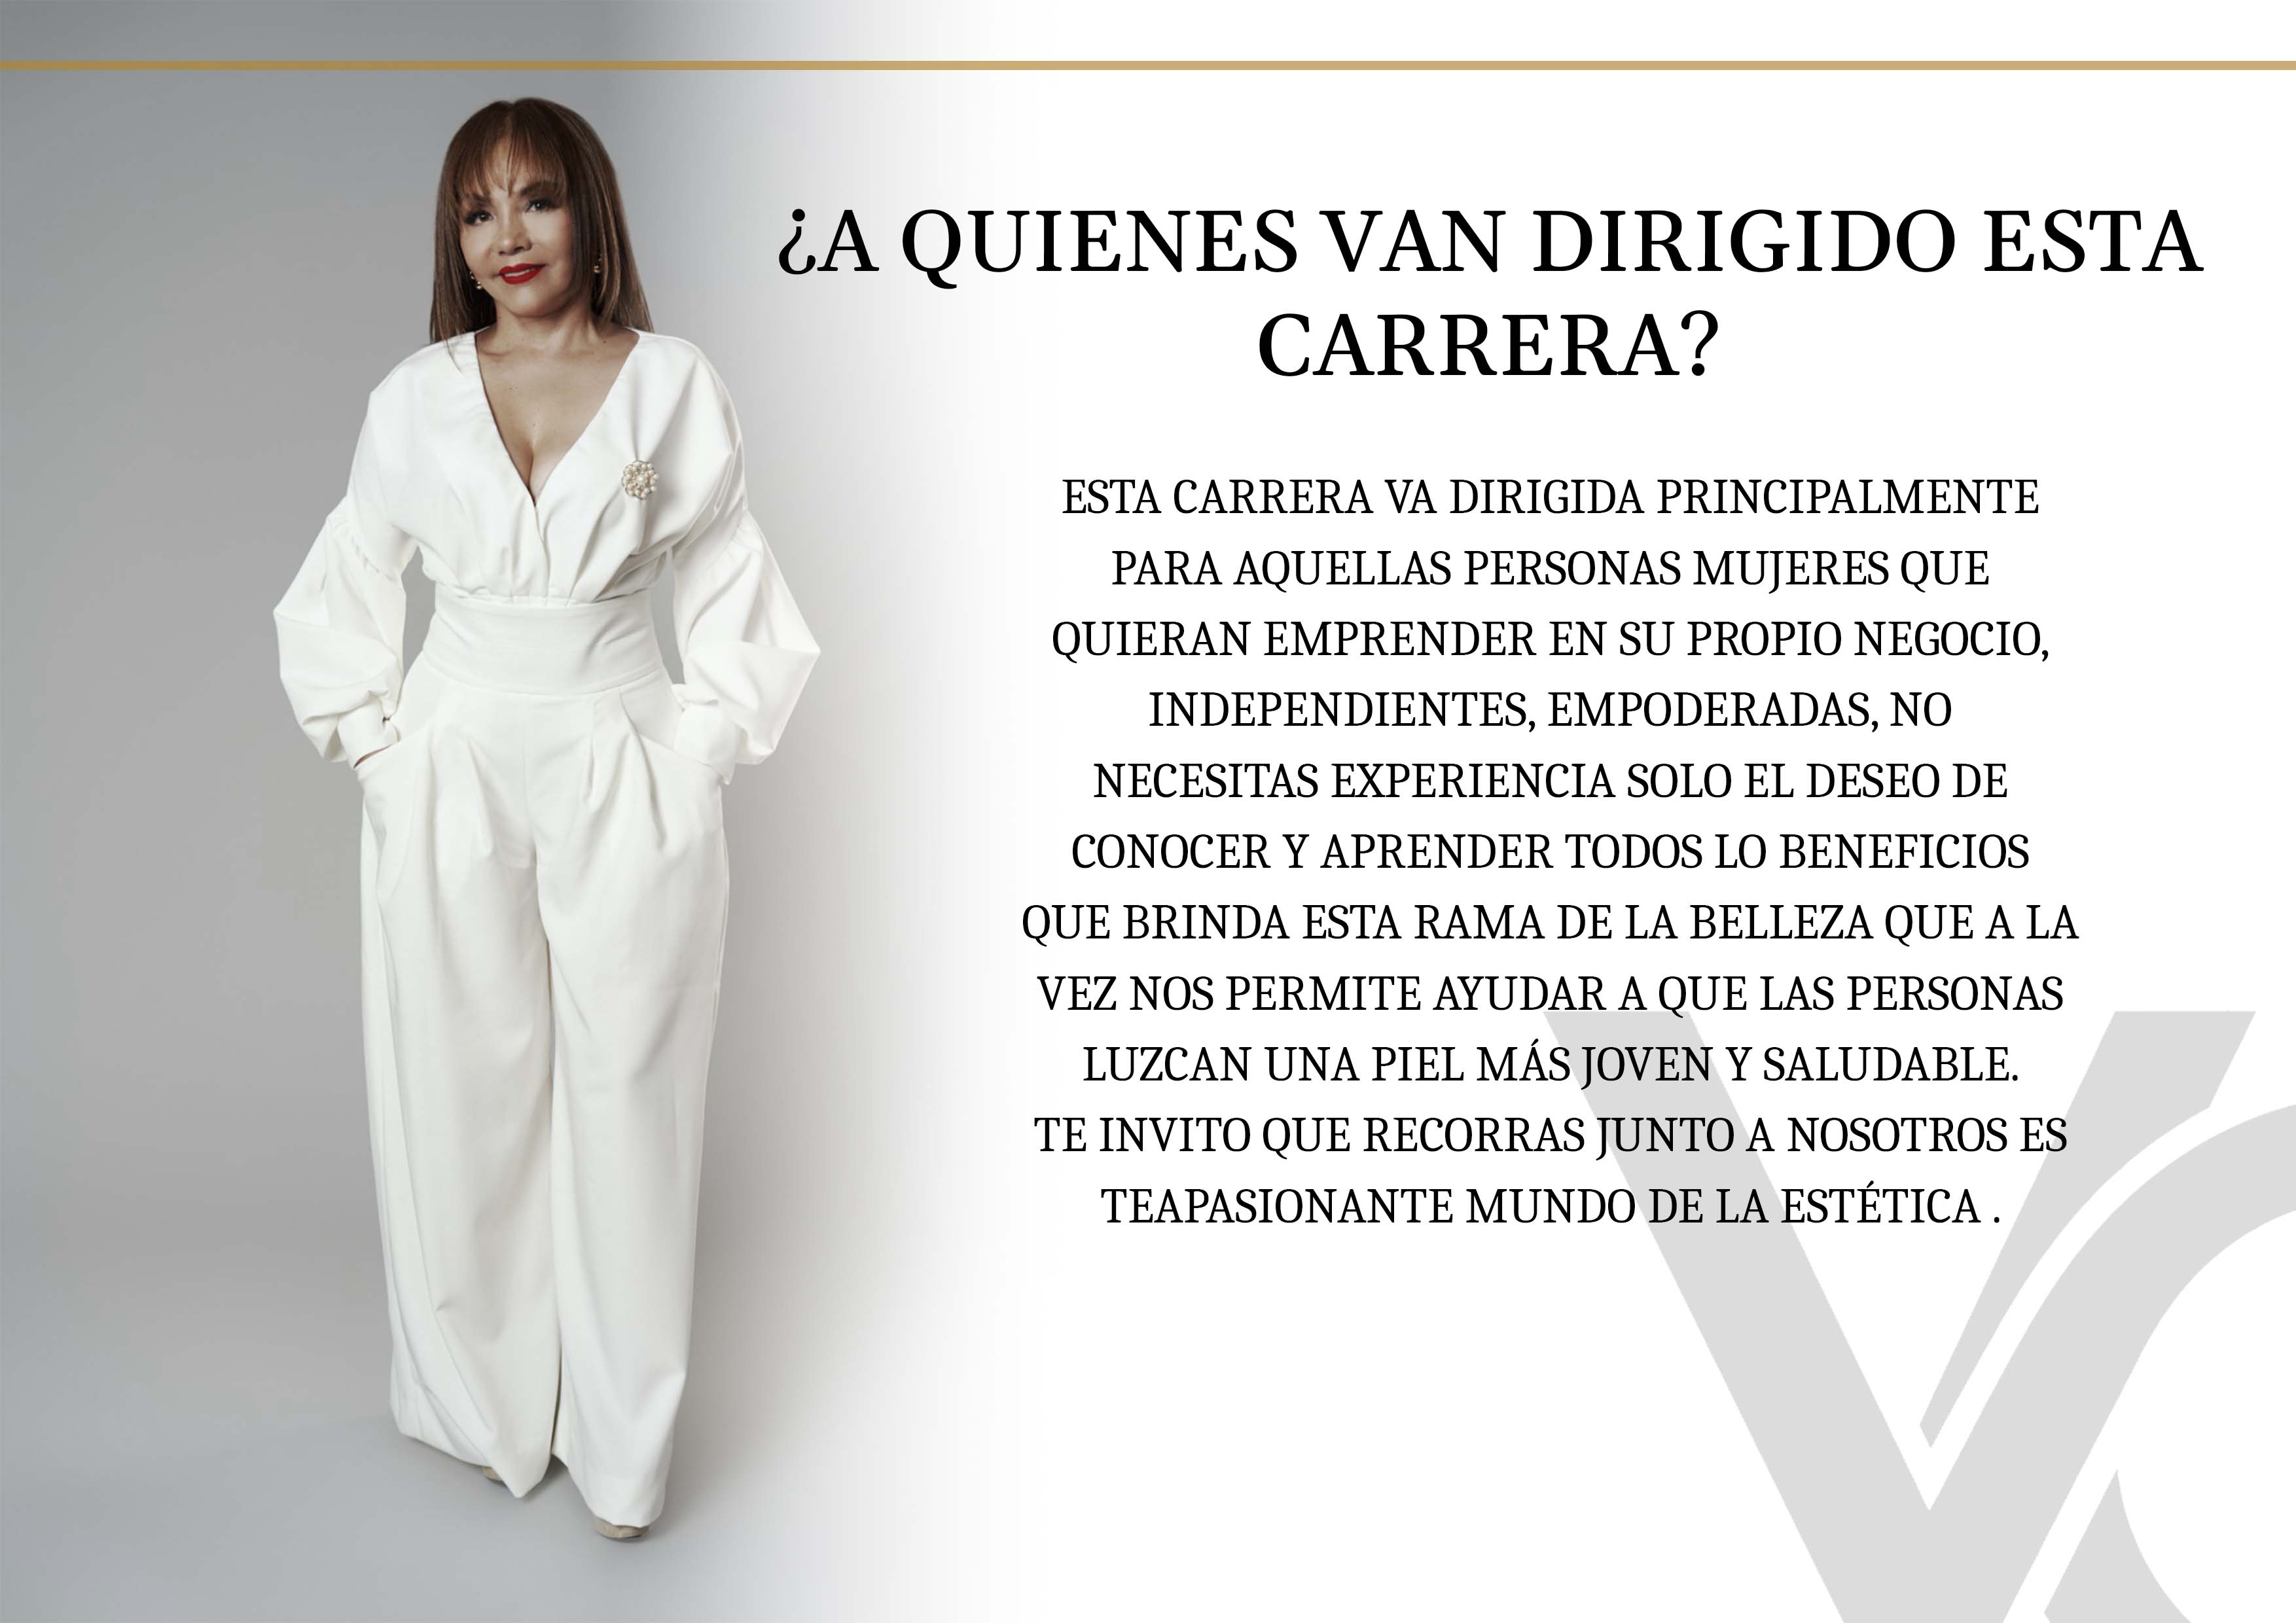 ¿A QUIENES VAN DIRIGIDO ESTA
CARRERA?
ESTA CARRERA VA DIRIGIDA PRINCIPALMENTE
PARA AQUELLAS PERSONAS MUJERES QUE
QUIERAN EMPRENDER EN SU PROPIO NEGOCIO,
INDEPENDIENTES, EMPODERADAS, NO
NECESITAS EXPERIENCIA SOLO EL DESEO DE
CONOCER Y APRENDER TODOS LO BENEFICIOS
QUE BRINDA ESTA RAMA DE LA BELLEZA QUE A LA
VEZ NOS PERMITE AYUDAR A QUE LAS PERSONAS
LUZCAN UNA PIEL MÁS JOVEN Y SALUDABLE.
TE INVITO QUE RECORRAS JUNTO A NOSOTROS ES
TEAPASIONANTE MUNDO DE LA ESTÉTICA .